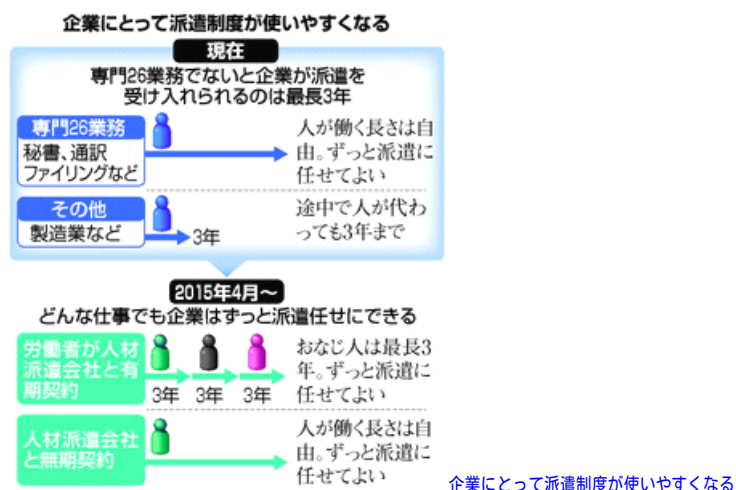 企業にとって派遣制度が使いやすくなる
現在
専門26業務でないと企業が派遣を
受け入れられるのは最長3年
専門26業務
秘書、通訳
ファイリングなど
人が働く長さは自
由。ずっと派遣に
任せてよい
その他
製造業など
3年
途中で人が代わ
っても3年まで
2015年4月〜
どんな仕事でも企業はずっと派遣任せにできる
労働者が人材
派遣会社と有
期契約
3年 3年 3年
おなじ人は最長3
年。ずっと派遣に
任せてよい
人材派遣会社
と無期契約
人が働く長さは自
由。ずっと派遣に
任せてよい
企業にとって派遣制度が使いやすくなる